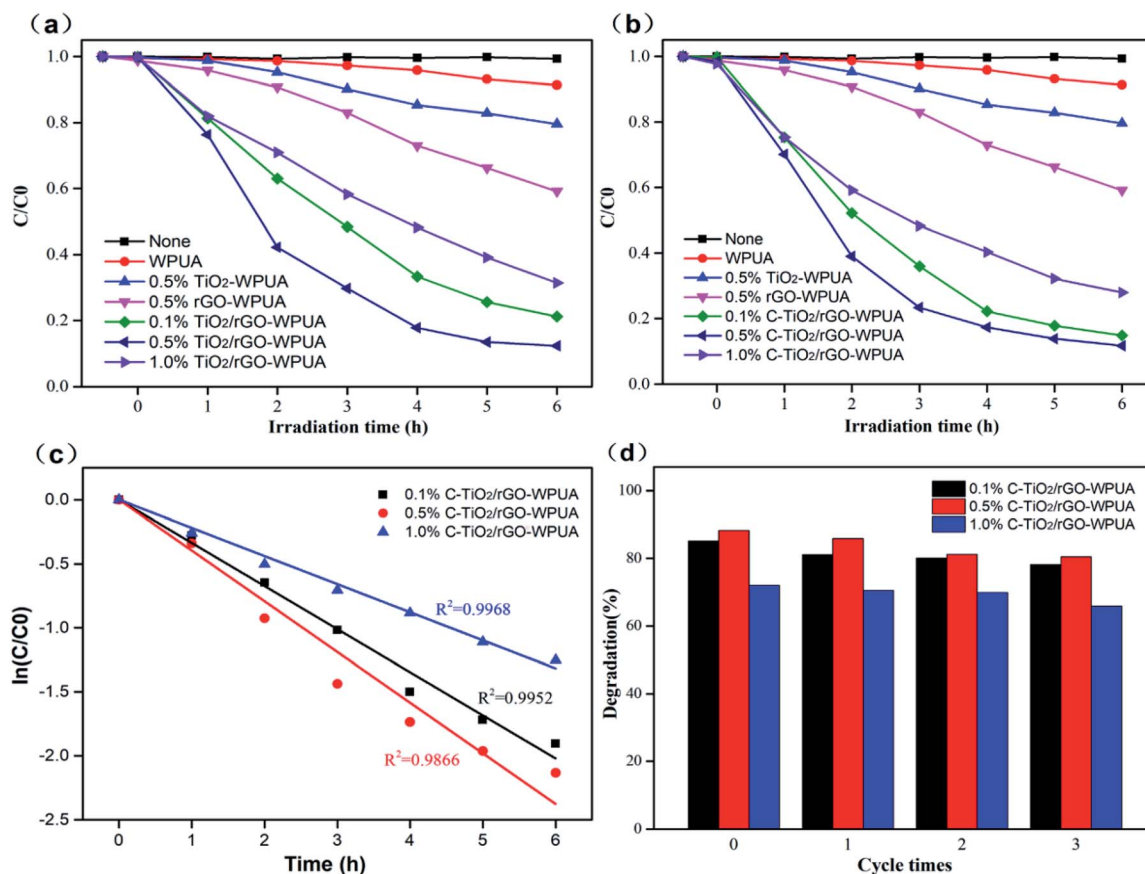 (a)
C/C0
1.0
0.8
0.6
0.4
0.2
0.0
None
WPUA
0.5% TiO2-WPUA
0.5% rGO-WPUA
0.1% TiO2/rGO-WPUA
0.5% TiO2/rGO-WPUA
1.0% TiO2/rGO-WPUA
0 1 2 3 4 5 6
Irradiation time (h)
(b)
C/C0
1.0
0.8
0.6
0.4
0.2
0.0
None
WPUA
0.5% TiO2-WPUA
0.5% rGO-WPUA
0.1% C-TiO2/rGO-WPUA
0.5% C-TiO2/rGO-WPUA
1.0% C-TiO2/rGO-WPUA
0 1 2 3 4 5 6
Irradiation time (h)
(c)
ln(C/C0)
0.0
-0.5
-1.0
-1.5
-2.0
-2.5
0.1% C-TiO2/rGO-WPUA
0.5% C-TiO2/rGO-WPUA
1.0% C-TiO2/rGO-WPUA
R²=0.9968
R²=0.9952
R²=0.9866
0 1 2 3 4 5 6
Time (h)
(d)
Degradation(%)
100
80
60
40
20
0
0.1% C-TiO2/rGO-WPUA
0.5% C-TiO2/rGO-WPUA
1.0% C-TiO2/rGO-WPUA
0 1 2 3
Cycle times